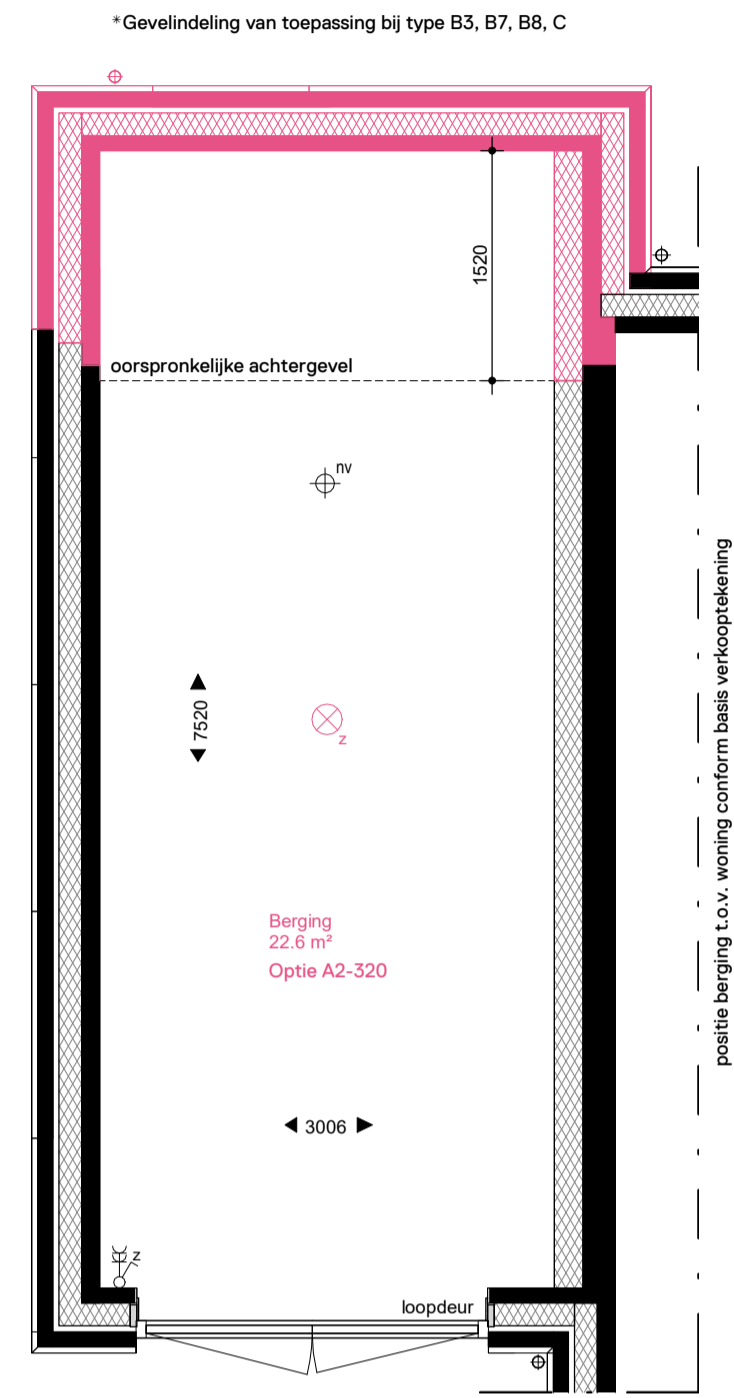 *Gevelindeling van toepassing bij type B3, B7, B8, C
1520
oorspronkelijke achtergevel
nv
7520
z
positie berging t.o.v. woning conform basis verkooptekening
Berging
22.6 m²
Optie A2-320
3006
z
loopdeur